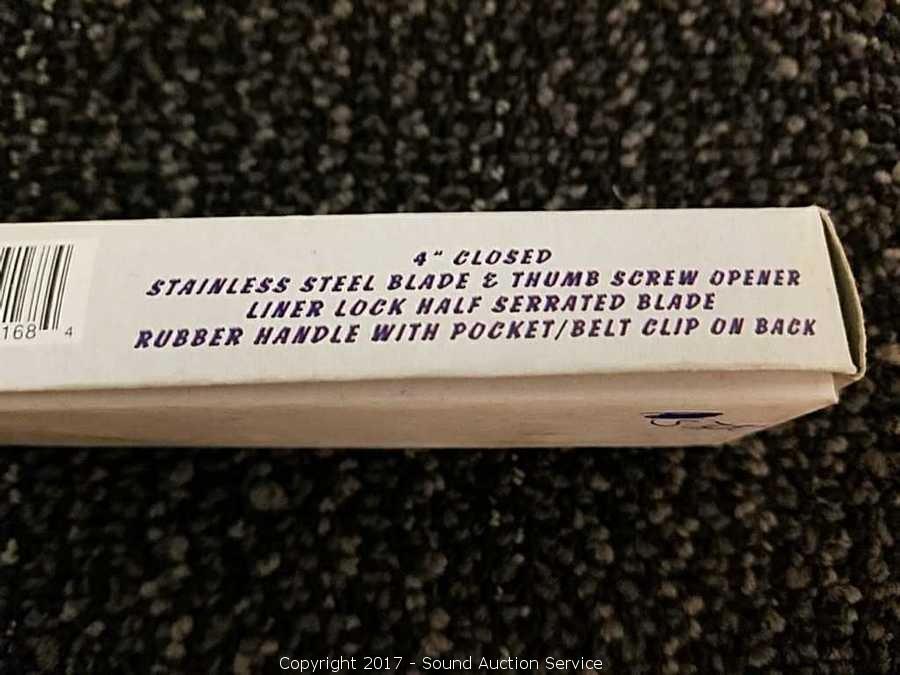 4" CLOSED
STAINLESS STEEL BLADE & THUMB SCREW OPENER
LINER LOCK HALF SERRATED BLADE
RUBBER HANDLE WITH POCKET/BELT CLIP ON BACK
168 4
Copyright 2017 - Sound Auction Service